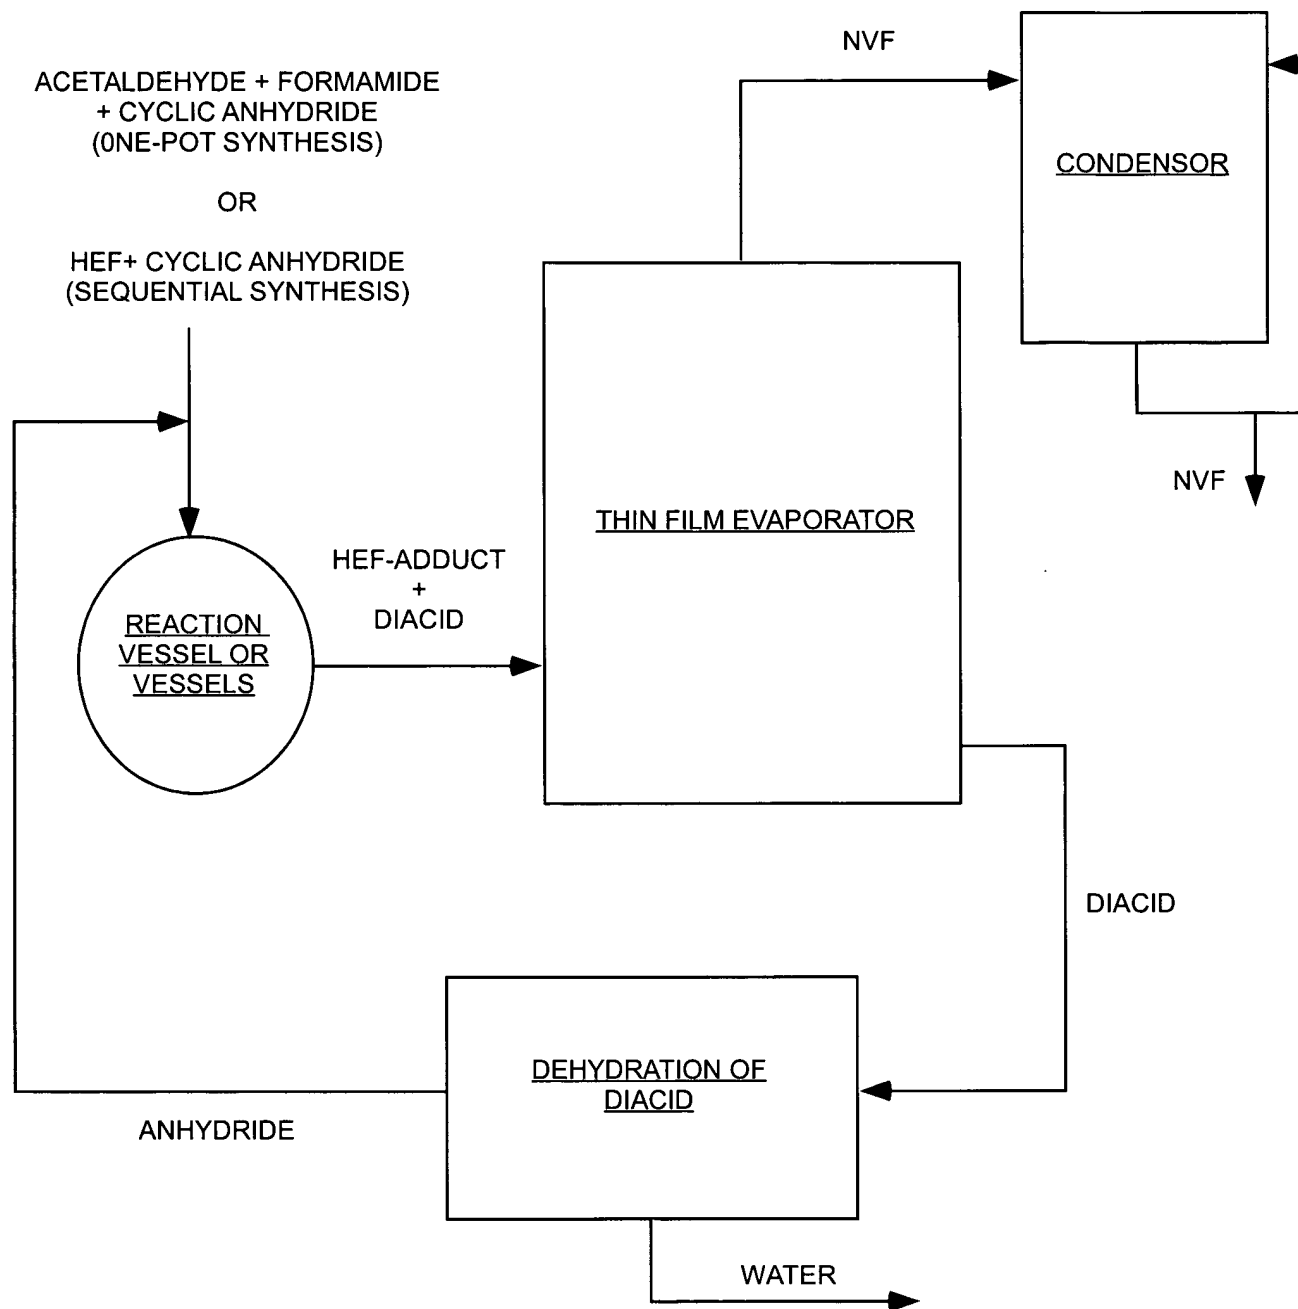 NVF
ACETALDEHYDE + FORMAMIDE
+ CYCLIC ANHYDRIDE
(0NE-POT SYNTHESIS)
OR
HEF+ CYCLIC ANHYDRIDE
(SEQUENTIAL SYNTHESIS)
CONDENSOR
NVF
THIN FILM EVAPORATOR
HEF-ADDUCT
+
DIACID
REACTION
VESSEL OR
VESSELS
DIACID
DEHYDRATION OF
DIACID
ANHYDRIDE
WATER